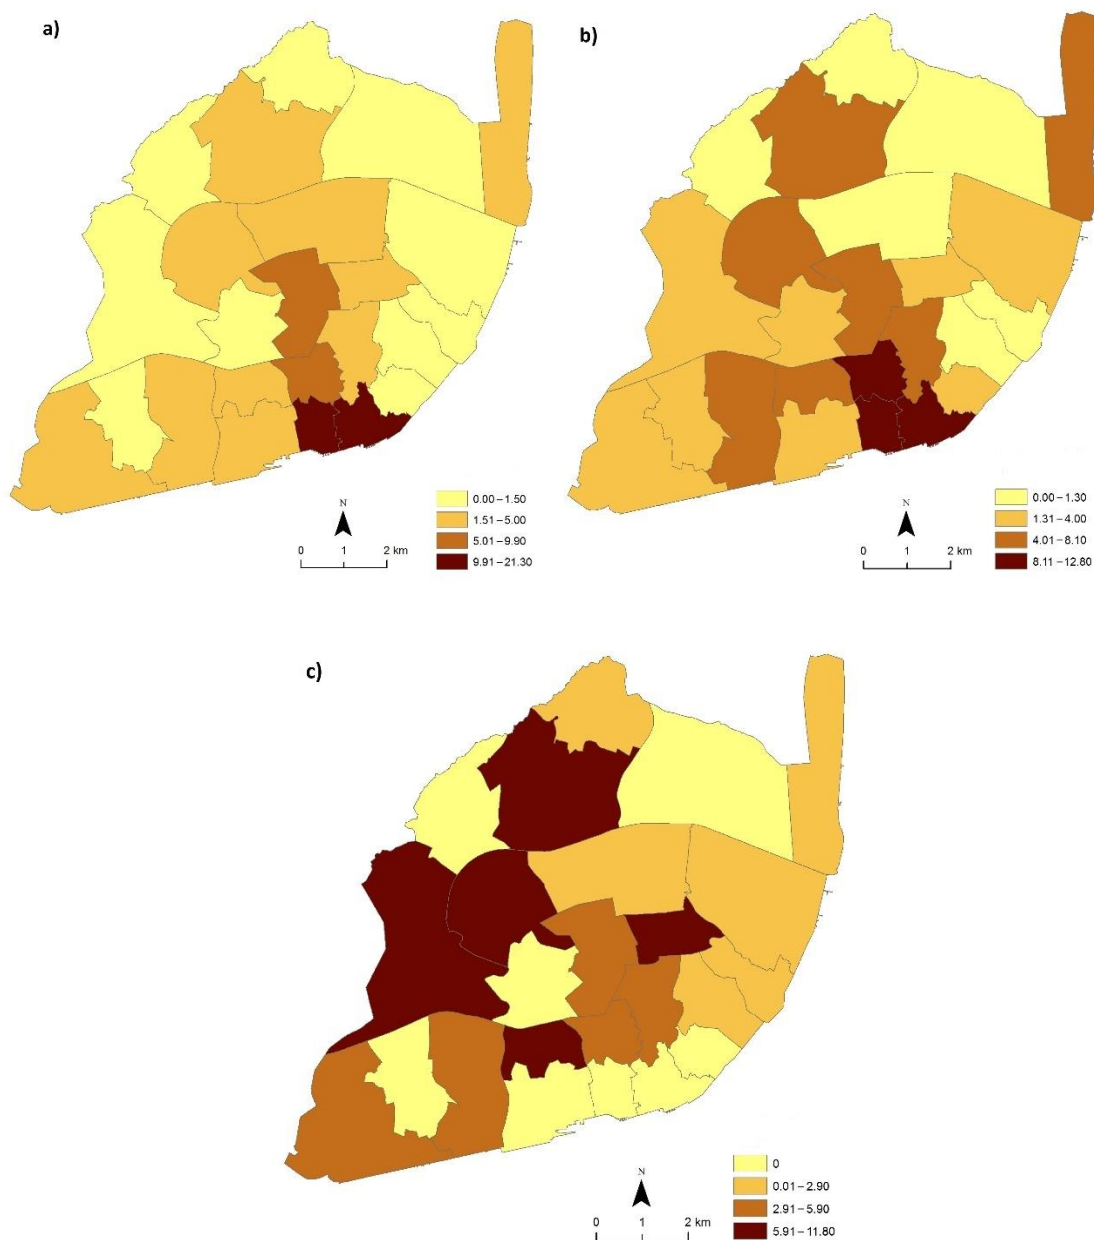 a)
b)
N
0 1 2 km
0.00 – 1.50
1.51 – 5.00
5.01 – 9.90
9.91 – 21.30
N
0 1 2 km
0.00 – 1.30
1.31 – 4.00
4.01 – 8.10
8.11 – 12.80
c)
N
0 1 2 km
0
0.01 – 2.90
2.91 – 5.90
5.91 – 11.80